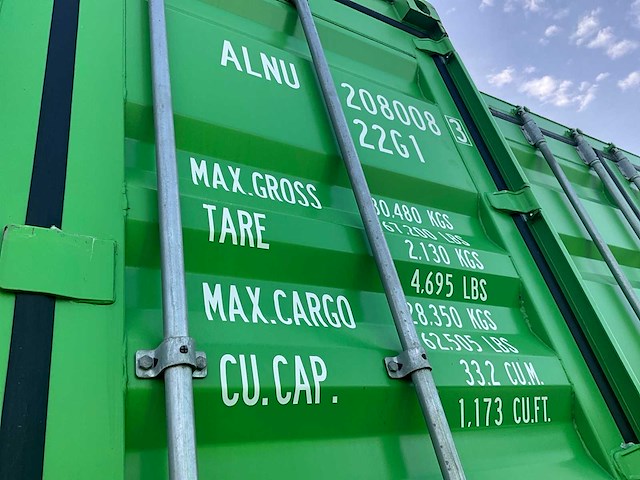 ALNU 208008 3
22G1
MAX.GROSS 30.480 KGS
67.200 LBS
TARE 2.130 KGS
4,695 LBS
MAX.CARGO 28.350 KGS
62.505 LBS
CU.CAP. 33.2 CU.M.
1,173 CU.FT.